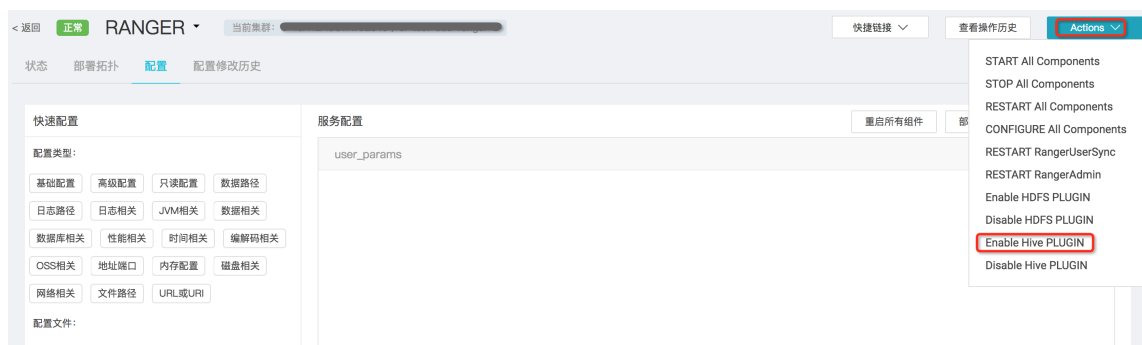 < 返回 正常 RANGER 当前集群: 快捷链接 查看操作历史 Actions
状态 部署拓扑 配置 配置修改历史
START All Components
STOP All Components
RESTART All Components
CONFIGURE All Components
RESTART RangerUserSync
RESTART RangerAdmin
Enable HDFS PLUGIN
Disable HDFS PLUGIN
Enable Hive PLUGIN
Disable Hive PLUGIN
快速配置
配置类型:
基础配置 高级配置 只读配置 数据路径
日志路径 日志相关 JVM相关 数据相关
数据库相关 性能相关 时间相关 编解码相关
OSS相关 地址端口 内存配置 磁盘相关
网络相关 文件路径 URL或URI
配置文件:
服务配置 重启所有组件 部
user_params